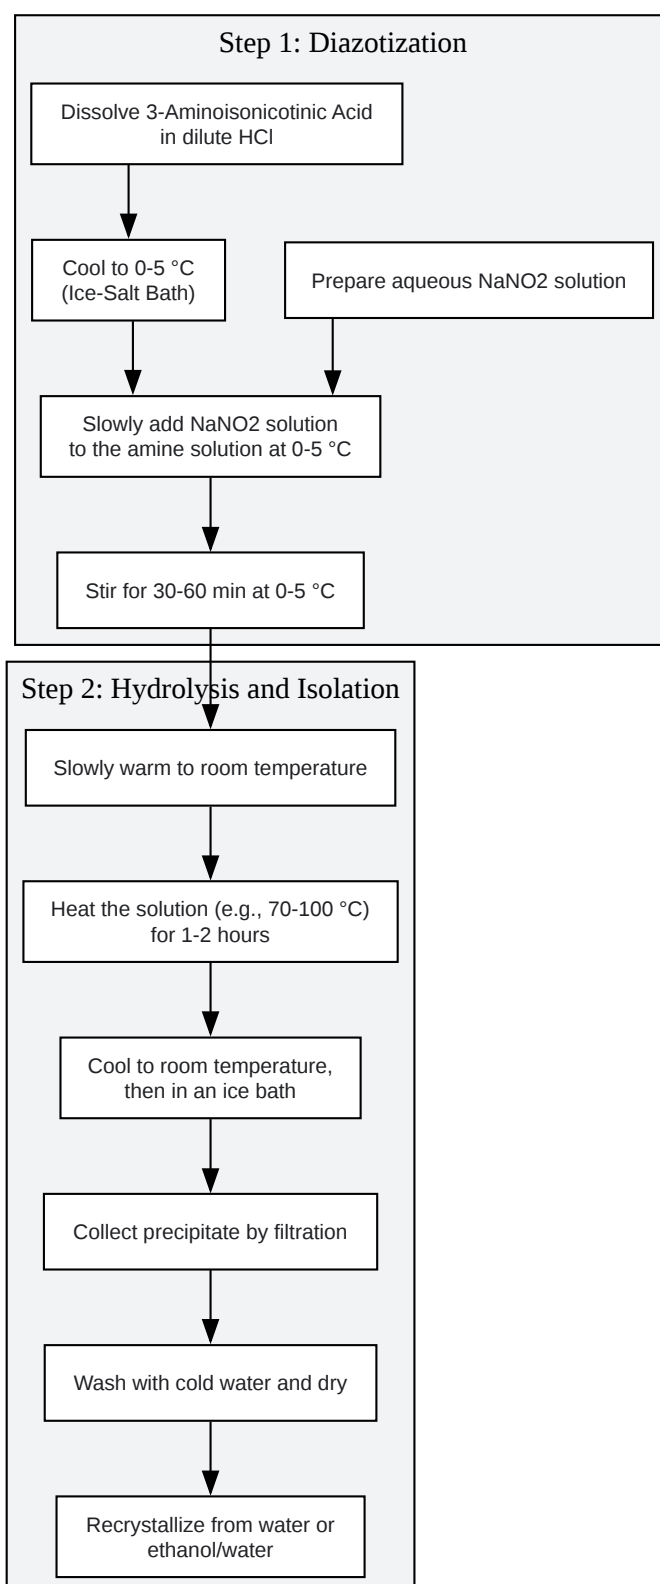 Step 1: Diazotization
Dissolve 3-Aminoisonicotinic Acid
in dilute HCl
Cool to 0-5 °C
(Ice-Salt Bath)
Prepare aqueous NaNO2 solution
Slowly add NaNO2 solution
to the amine solution at 0-5 °C
Stir for 30-60 min at 0-5 °C
Step 2: Hydrolysis and Isolation
Slowly warm to room temperature
Heat the solution (e.g., 70-100 °C)
for 1-2 hours
Cool to room temperature,
then in an ice bath
Collect precipitate by filtration
Wash with cold water and dry
Recrystallize from water or
ethanol/water